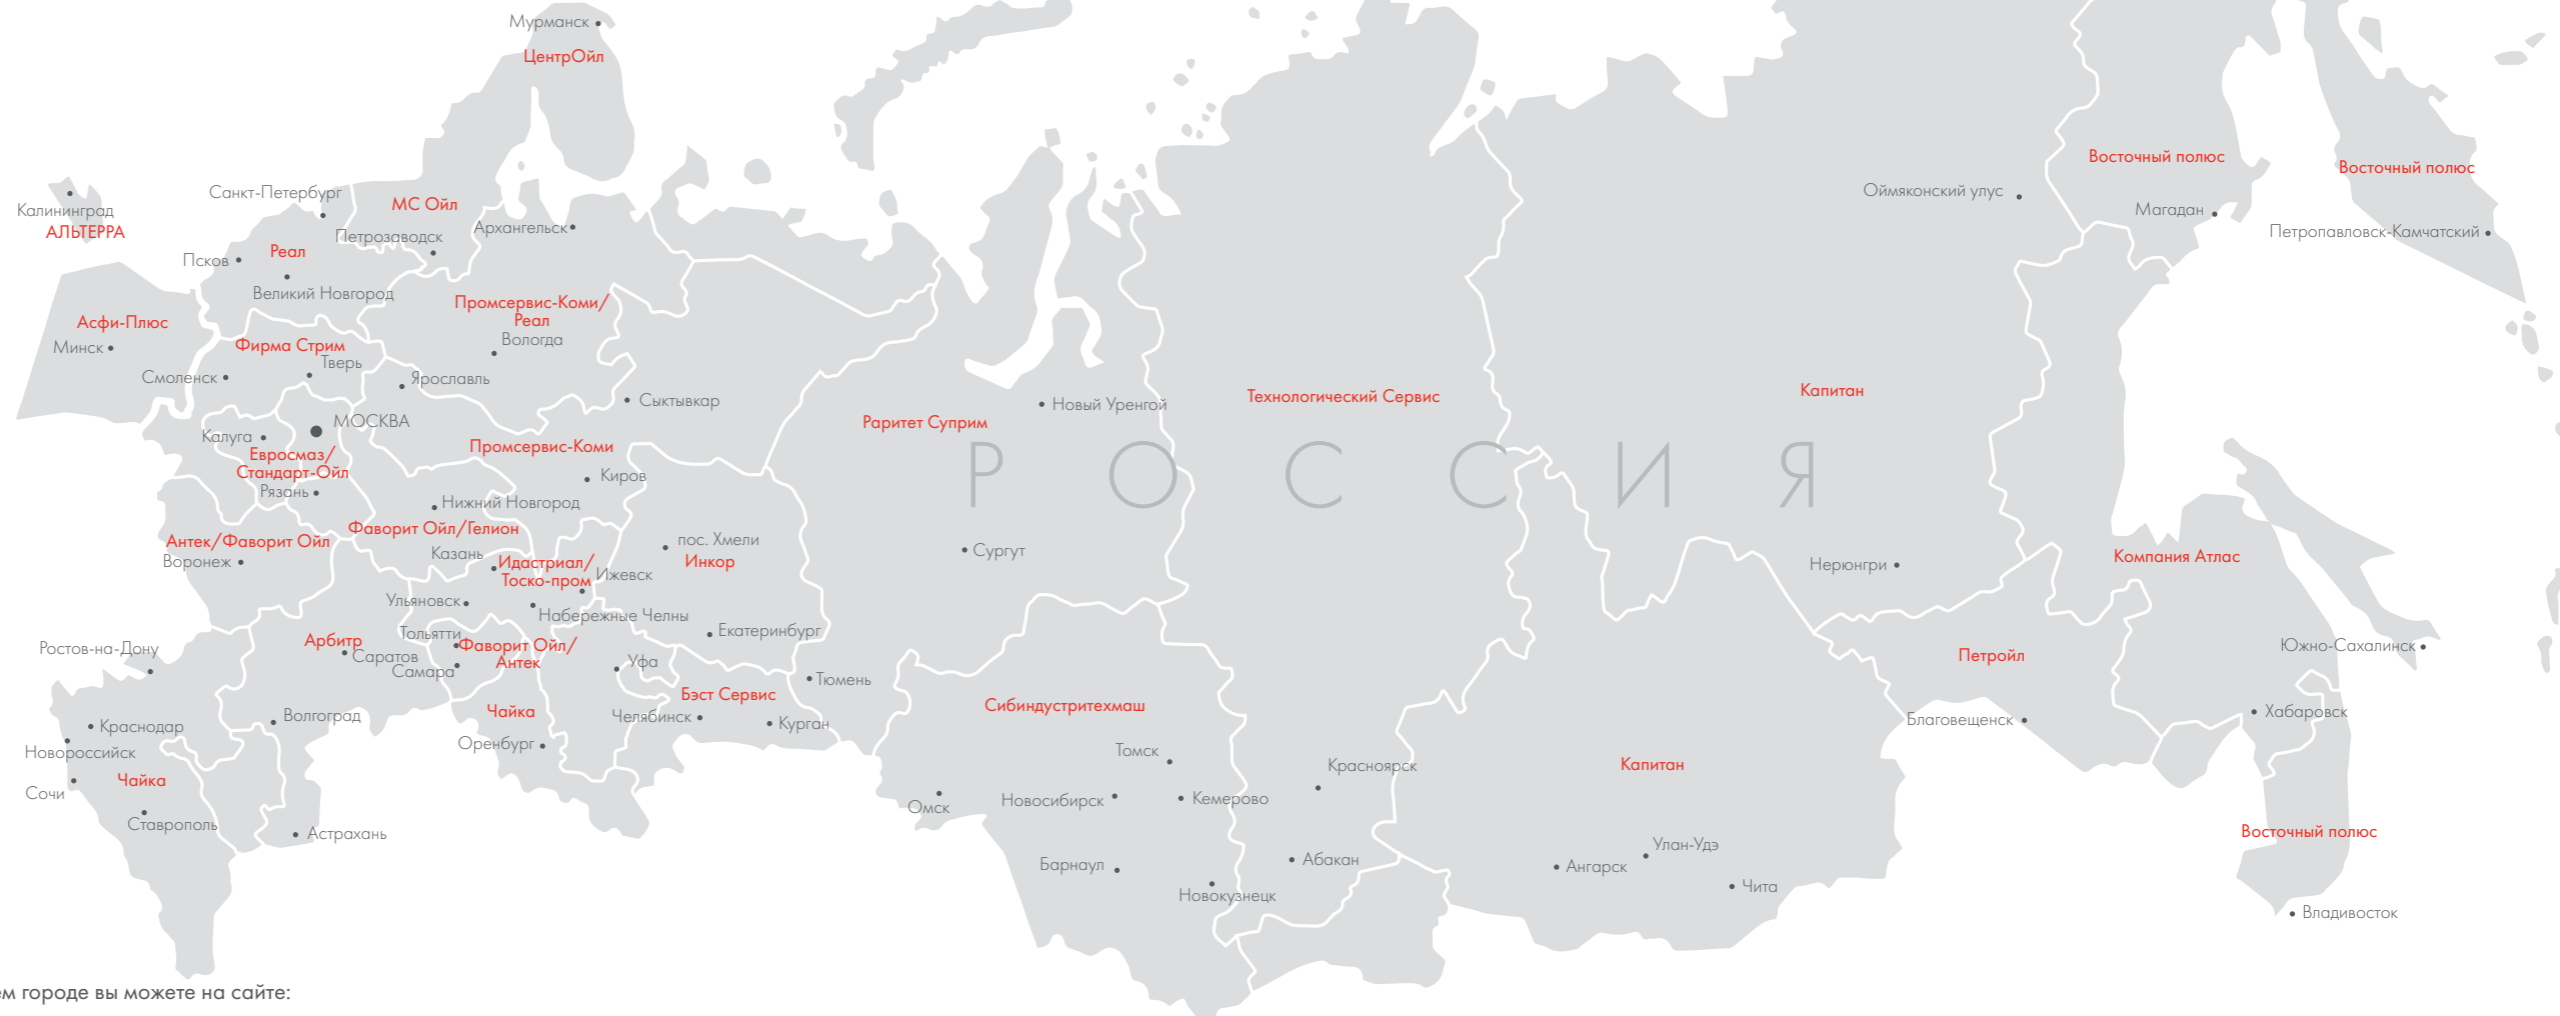 Мурманск
ЦентрОйл
Калининград
АЛЬТЕРРА
Санкт-Петербург
МС Ойл
Петрозаводск
Архангельск
Псков
Реал
Великий Новгород
Асфи-Плюс
Минск
Промсервис-Коми/
Реал
Вологда
Фирма Стрим
Тверь
Смоленск
Ярославль
Сыктывкар
МОСКВА
Калуга
Евросмаз/
Стандарт-Ойл
Рязань
Промсервис-Коми
Киров
Нижний Новгород
Фаворит Ойл/Гелион
Антек/Фаворит Ойл
Воронеж
Казань
Идастриал/
Тоско-пром
Ижевск
пос. Хмели
Инкор
Ульяновск
Набережные Челны
Екатеринбург
Тольятти
Арбитр
Саратов
Самара
Фаворит Ойл/
Антек
Уфа
Ростов-на-Дону
Тюмень
Бэст Сервис
Челябинск
Курган
Чайка
Оренбург
Волгоград
Краснодар
Новороссийск
Чайка
Сочи
Ставрополь
Астрахань
Раритет Суприм
Новый Уренгой
Технологический Сервис
РОССИЯ
Сургут
Сибиндустритехмаш
Томск
Красноярск
Омск
Новосибирск
Кемерово
Барнаул
Абакан
Новокузнецк
Оймяконский улус
Восточный полюс
Магадан
Восточный полюс
Петропавловск-Камчатский
Капитан
Нерюнгри
Компания Атлас
Петройл
Южно-Сахалинск
Благовещенск
Хабаровск
Капитан
Улан-Удэ
Ангарск
Чита
Восточный полюс
Владивосток
м городе вы можете на сайте: